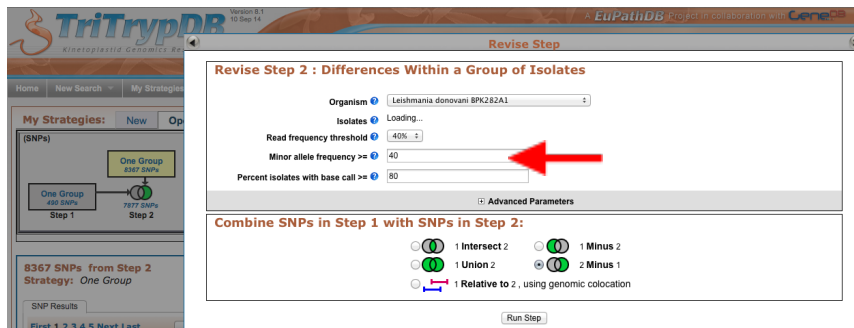 TriTrypDB
Version 8.1
10 Sep 14
A EuPathDB Project in collaboration with GeneDB
Kinetoplastid Genomics Re
Revise Step
Home New Search My Strategies
Revise Step 2 : Differences Within a Group of Isolates
Organism ? Leishmania donovani BPK282A1
Isolates ? Loading...
Read frequency threshold ? 40%
Minor allele frequency >= ? 40
Percent isolates with base call >= ? 80
Advanced Parameters
My Strategies: New Op
(SNPs)
One Group
8367 SNPs
One Group
490 SNPs
7877 SNPs
Step 1 Step 2
Combine SNPs in Step 1 with SNPs in Step 2:
1 Intersect 2 1 Minus 2
1 Union 2 2 Minus 1
1 Relative to 2 , using genomic colocation
Run Step
8367 SNPs from Step 2
Strategy: One Group
SNP Results
First 1 2 3 4 5 Next Last